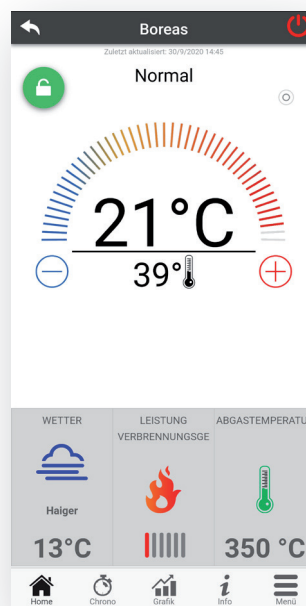 Boreas
Zuletzt aktualisiert: 30/9/2020 14:45
Normal
21°C
39°
WETTER
LEISTUNG
VERBRENNUNGSGE
ABGASTEMPERATU
Haiger
13°C
350 °C
Home
Chrono
Grafik
Info
Menü